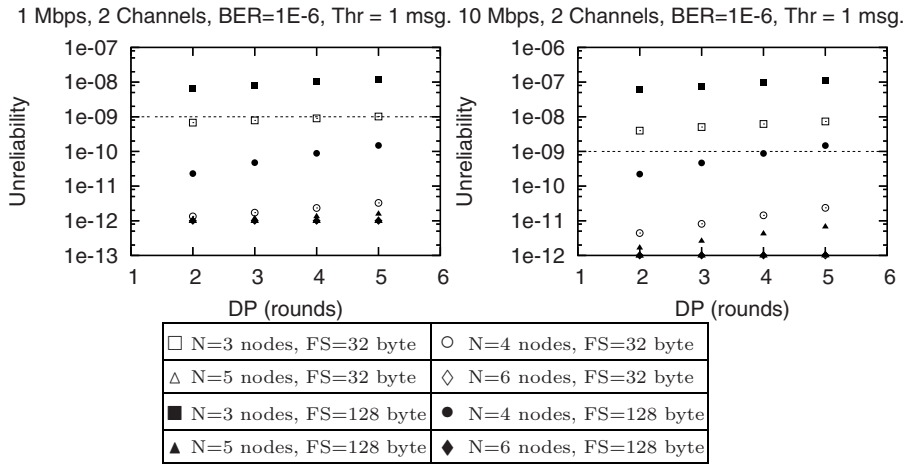 1 Mbps, 2 Channels, BER=1E-6, Thr = 1 msg.
10 Mbps, 2 Channels, BER=1E-6, Thr = 1 msg.
Unreliability
1e-07
1e-08
1e-09
1e-10
1e-11
1e-12
1e-13
1 2 3 4 5 6
DP (rounds)
Unreliability
1e-06
1e-07
1e-08
1e-09
1e-10
1e-11
1e-12
1 2 3 4 5 6
DP (rounds)
N=3 nodes, FS=32 byte
N=4 nodes, FS=32 byte
N=5 nodes, FS=32 byte
N=6 nodes, FS=32 byte
N=3 nodes, FS=128 byte
N=4 nodes, FS=128 byte
N=5 nodes, FS=128 byte
N=6 nodes, FS=128 byte